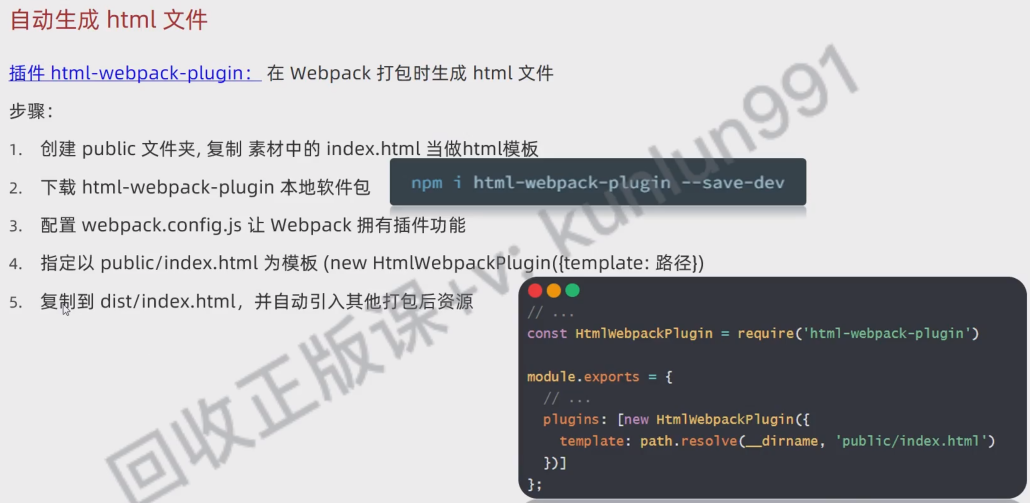 自动生成 html 文件
插件 html-webpack-plugin： 在 Webpack 打包时生成 html 文件
步骤：
1. 创建 public 文件夹, 复制 素材中的 index.html 当做html模板
2. 下载 html-webpack-plugin 本地软件包
npm i html-webpack-plugin --save-dev
3. 配置 webpack.config.js 让 Webpack 拥有插件功能
4. 指定以 public/index.html 为模板 (new HtmlWebpackPlugin({template: 路径})
5. 复制到 dist/index.html，并自动引入其他打包后资源
// ...
const HtmlWebpackPlugin = require('html-webpack-plugin')
module.exports = {
// ...
plugins: [new HtmlWebpackPlugin({
template: path.resolve(__dirname, 'public/index.html')
})]
};
回收正版课+v: kunlun991